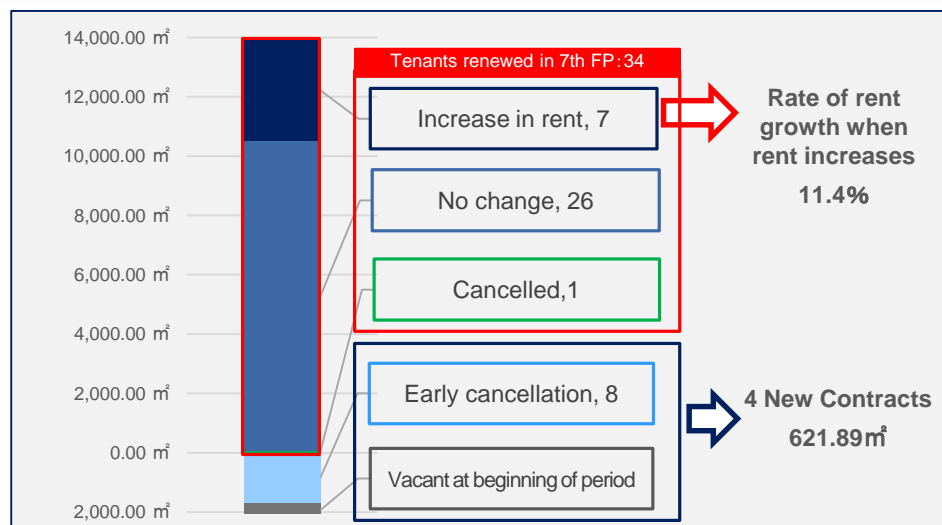 14,000.00 ㎡
12,000.00 ㎡
10,000.00 ㎡
8,000.00 ㎡
6,000.00 ㎡
4,000.00 ㎡
2,000.00 ㎡
0.00 ㎡
2,000.00 ㎡
Tenants renewed in 7th FP:34
Increase in rent, 7
No change, 26
Cancelled,1
Early cancellation, 8
Vacant at beginning of period
Rate of rent
growth when
rent increases
11.4%
4 New Contracts
621.89㎡